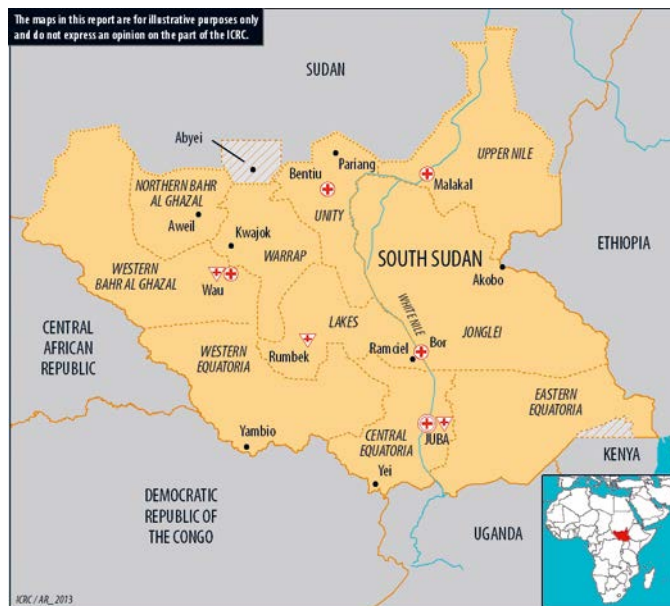 The maps in this report are for illustrative purposes only
and do not express an opinion on the part of the ICRC.
SUDAN
Abyei
Pariang
UPPER NILE
Bentiu
Malakal
NORTHERN BAHR
AL GHAZAL
UNITY
Aweil
Kwajok
WARRAP
SOUTH SUDAN
ETHIOPIA
WESTERN
BAHR AL GHAZAL
Akobo
Wau
WHITE NILE
CENTRAL
AFRICAN
REPUBLIC
LAKES
JONGLEI
WESTERN
EQUATORIA
Rumbek
Ramciel
Bor
EASTERN
EQUATORIA
Yambio
CENTRAL
EQUATORIA
JUBA
KENYA
Yei
DEMOCRATIC
REPUBLIC OF
THE CONGO
UGANDA
ICRC / AR_2013